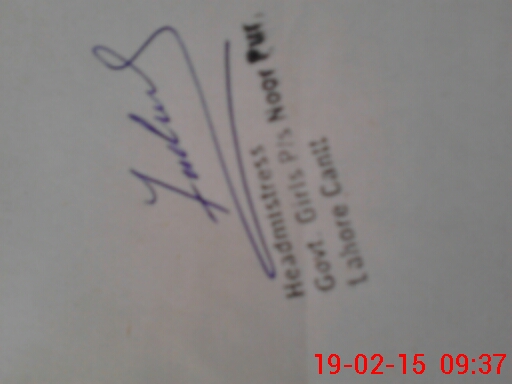 Headmistress
Govt. Girls P/s Noor Pur.
Lahore Cantt
19-02-15 09:37